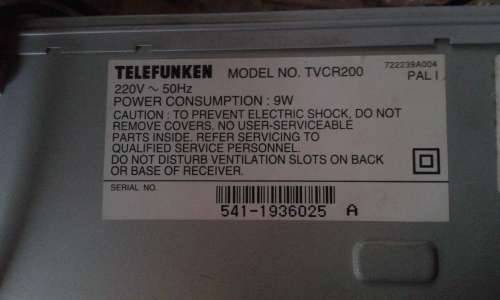 TELEFUNKEN MODEL NO. TVCR200 722239A004
220V ~ 50Hz PAL I
POWER CONSUMPTION : 9W
CAUTION : TO PREVENT ELECTRIC SHOCK, DO NOT
REMOVE COVERS. NO USER-SERVICEABLE
PARTS INSIDE. REFER SERVICING TO
QUALIFIED SERVICE PERSONNEL.
DO NOT DISTURB VENTILATION SLOTS ON BACK
OR BASE OF RECEIVER.
SERIAL NO.
541-1936025 A